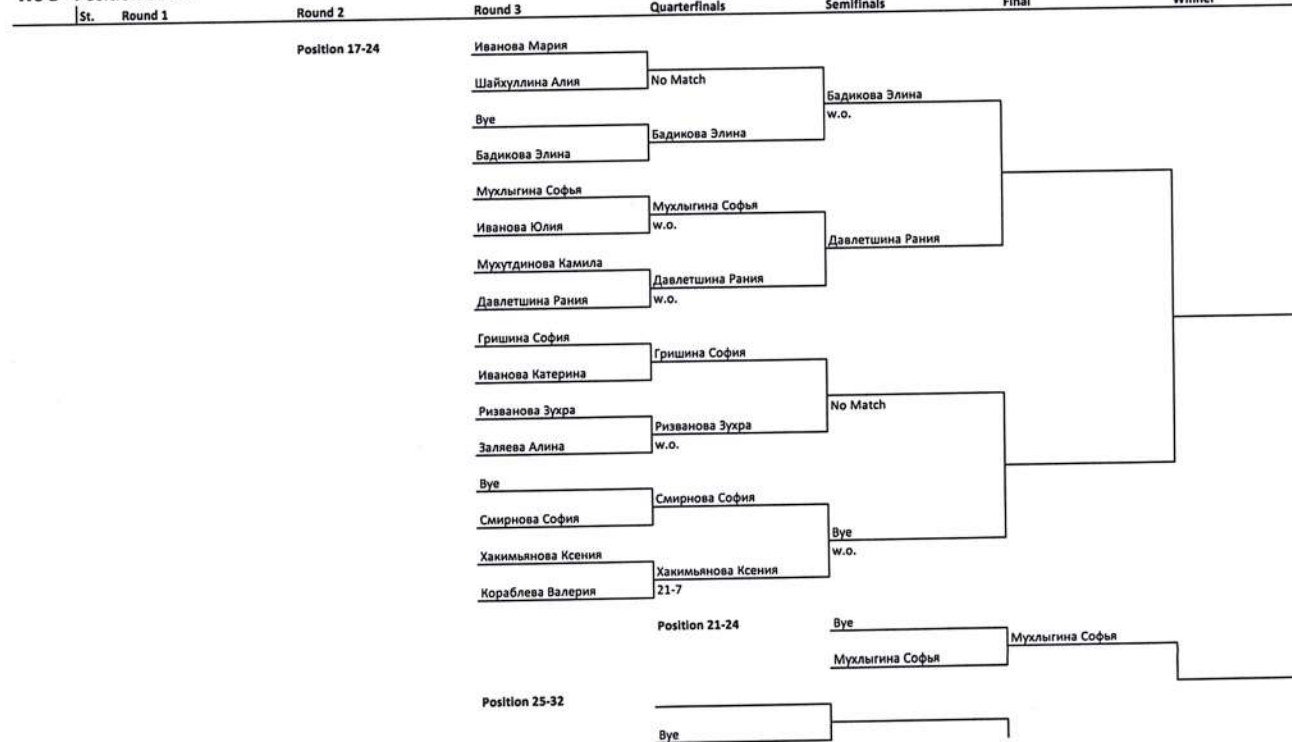 St. Round 1 Round 2 Round 3 Quarterfinals Semifinals Final Winner
Position 17-24
Иванова Мария
No Match
Шайхуллина Алия
Бадикова Элина
w.o.
Bye
Бадикова Элина
Бадикова Элина
Мухлыгина Софья
Мухлыгина Софья
w.o.
Иванова Юлия
Давлетшина Рания
Мухутдинова Камила
Давлетшина Рания
w.o.
Давлетшина Рания
Гришина София
Гришина София
Иванова Катерина
No Match
Ризванова Зухра
Ризванова Зухра
w.o.
Заляева Алина
Bye
Смирнова София
Смирнова София
Bye
w.o.
Хакимьянова Ксения
Хакимьянова Ксения
21-7
Кораблева Валерия
Position 21-24
Bye
Мухлыгина Софья
Мухлыгина Софья
Position 25-32
Bye